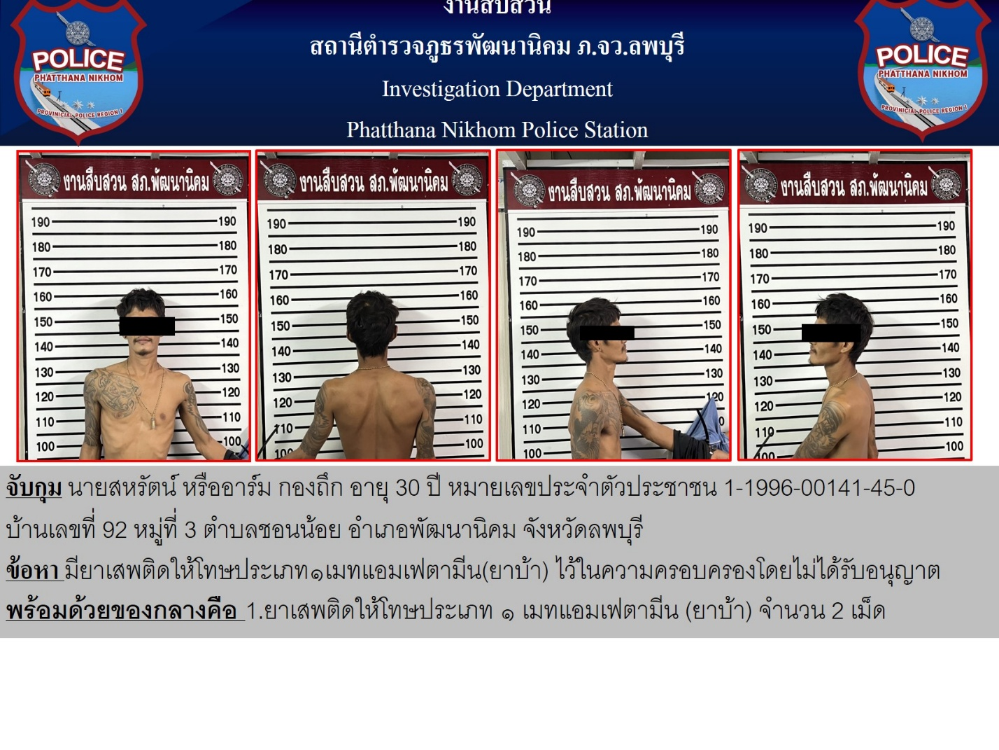 งานสืบสวน
สถานีตำรวจภูธรพัฒนานิคม ภ.จว.ลพบุรี
Investigation Department
Phatthana Nikhom Police Station
POLICE
PHATTHANA NIKHOM
PROVINICIAL POLICE REGION 1
POLICE
PHATTHANA NIKHOM
PROVINICIAL POLICE REGION 1
งานสืบสวน สภ.พัฒนานิคม
190 190
180 180
170 170
160 160
150 150
140 140
130 130
120 120
110 110
100 100
งานสืบสวน สภ.พัฒนานิคม
190 190
180 180
170 170
160 160
150 150
140 140
130 130
120 120
110 110
100 100
งานสืบสวน สภ.พัฒนานิคม
190 190
180 180
170 170
160 160
150 150
140 140
130 130
120 120
110
100
งานสืบสวน สภ.พัฒนานิคม
190 190
180 180
170 170
160 160
150 150
140 140
130 130
120 120
110 110
100 100
จับกุม นายสหรัตน์ หรืออาร์ม กองถึก อายุ 30 ปี หมายเลขประจำตัวประชาชน 1-1996-00141-45-0
บ้านเลขที่ 92 หมู่ที่ 3 ตำบลชอนน้อย อำเภอพัฒนานิคม จังหวัดลพบุรี
ข้อหา มียาเสพติดให้โทษประเภท๑เมทแอมเฟตามีน(ยาบ้า) ไว้ในความครอบครองโดยไม่ได้รับอนุญาต
พร้อมด้วยของกลางคือ 1.ยาเสพติดให้โทษประเภท ๑ เมทแอมเฟตามีน (ยาบ้า) จำนวน 2 เม็ด